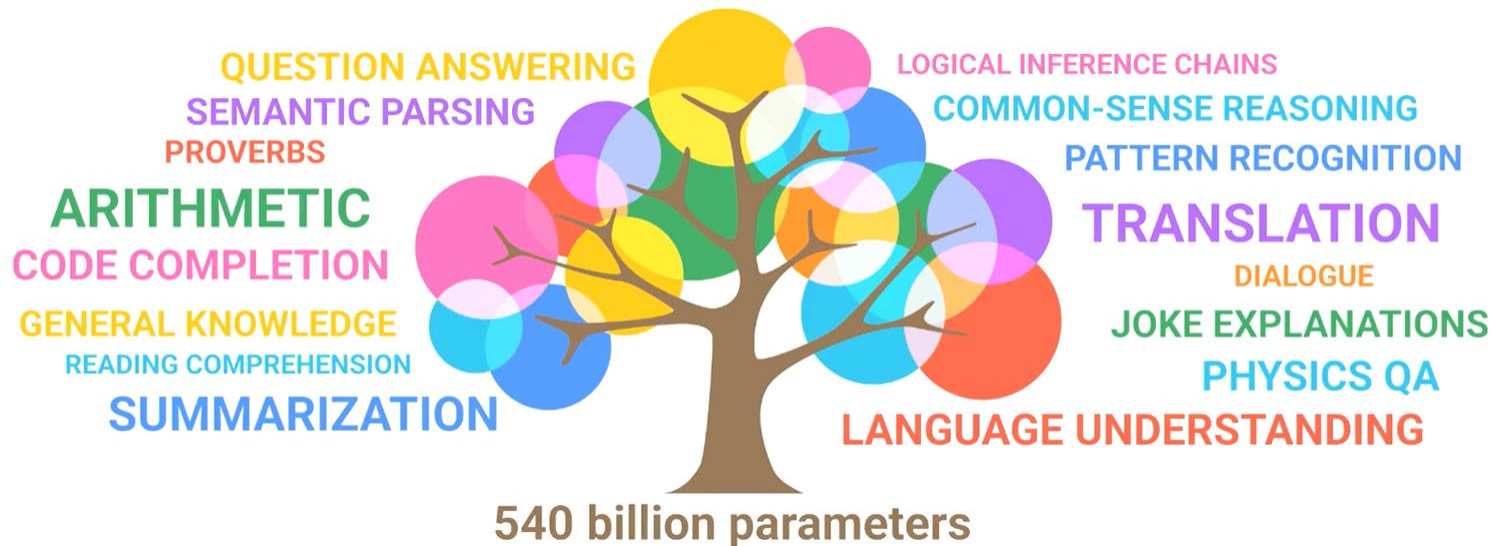 QUESTION ANSWERING
SEMANTIC PARSING
PROVERBS
ARITHMETIC
CODE COMPLETION
GENERAL KNOWLEDGE
READING COMPREHENSION
SUMMARIZATION
LOGICAL INFERENCE CHAINS
COMMON-SENSE REASONING
PATTERN RECOGNITION
TRANSLATION
DIALOGUE
JOKE EXPLANATIONS
PHYSICS QA
LANGUAGE UNDERSTANDING
540 billion parameters